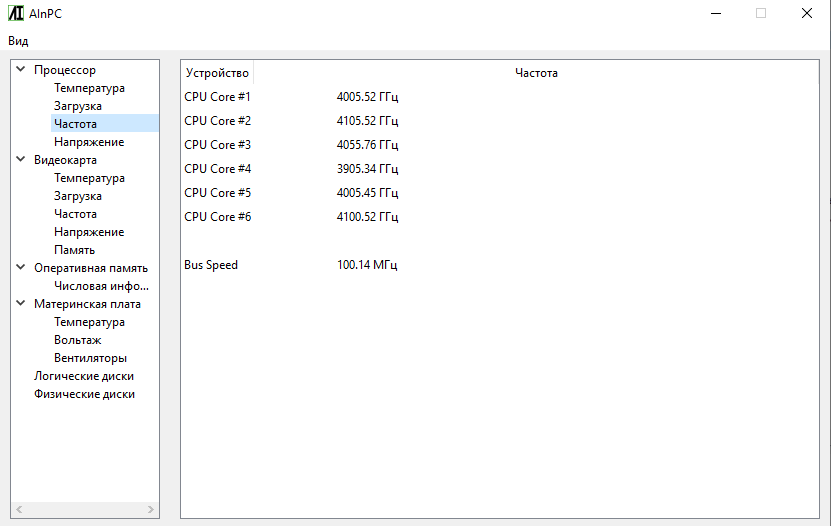 AInPC
Вид
Процессор
Температура
Загрузка
Частота
Напряжение
Видеокарта
Температура
Загрузка
Частота
Напряжение
Память
Оперативная память
Числовая инфо...
Материнская плата
Температура
Вольтаж
Вентиляторы
Логические диски
Физические диски
Устройство Частота
CPU Core #1 4005.52 ГГц
CPU Core #2 4105.52 ГГц
CPU Core #3 4055.76 ГГц
CPU Core #4 3905.34 ГГц
CPU Core #5 4005.45 ГГц
CPU Core #6 4100.52 ГГц
Bus Speed 100.14 МГц